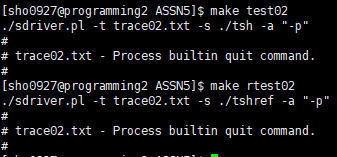 [sho0927@programming2 ASSN5]$ make test02
./sdriver.pl -t trace02.txt -s ./tsh -a "-p"
#
# trace02.txt - Process builtin quit command.
#
[sho0927@programming2 ASSN5]$ make rtest02
./sdriver.pl -t trace02.txt -s ./tshref -a "-p"
#
# trace02.txt - Process builtin quit command.
#
[sho0927@programming2 ASSN5]$